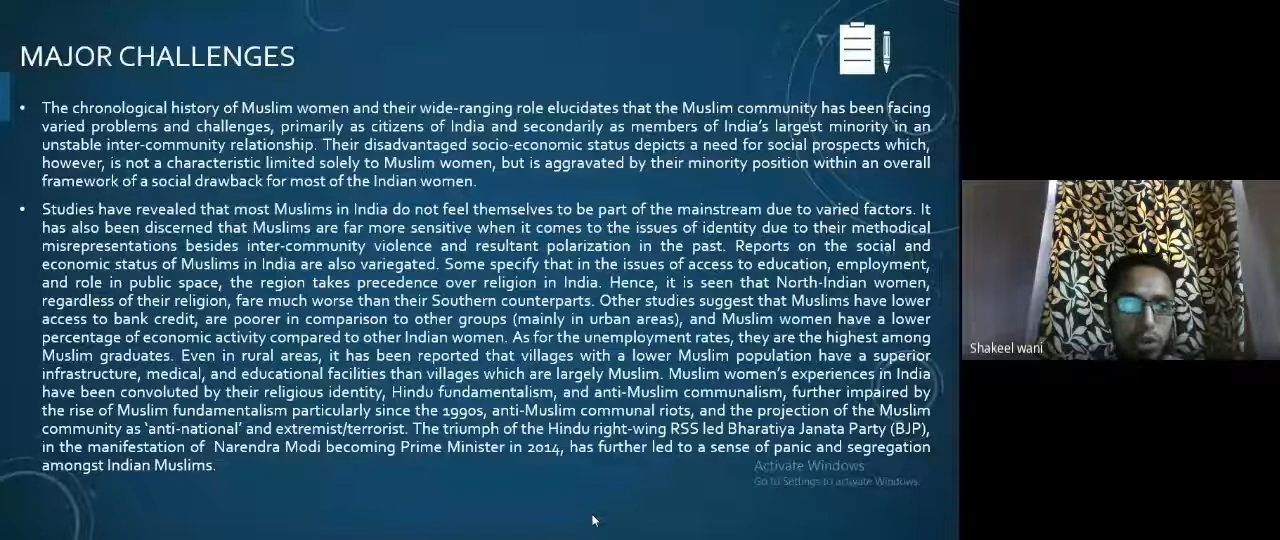 MAJOR CHALLENGES
• The chronological history of Muslim women and their wide-ranging role elucidates that the Muslim community has been facing
varied problems and challenges, primarily as citizens of India and secondarily as members of India's largest minority in an
unstable inter-community relationship. Their disadvantaged socio-economic status depicts a need for social prospects which,
however, is not a characteristic limited solely to Muslim women, but is aggravated by their minority position within an overall
framework of a social drawback for most of the Indian women.
• Studies have revealed that most Muslims in India do not feel themselves to be part of the mainstream due to varied factors. It
has also been discerned that Muslims are far more sensitive when it comes to the issues of identity due to their methodical
misrepresentations besides inter-community violence and resultant polarization in the past. Reports on the social and
economic status of Muslims in India are also variegated. Some specify that in the issues of access to education, employment,
and role in public space, the region takes precedence over religion in India. Hence, it is seen that North-Indian women,
regardless of their religion, fare much worse than their Southern counterparts. Other studies suggest that Muslims have lower
access to bank credit, are poorer in comparison to other groups (mainly in urban areas), and Muslim women have a lower
percentage of economic activity compared to other Indian women. As for the unemployment rates, they are the highest among
Muslim graduates. Even in rural areas, it has been reported that villages with a lower Muslim population have a superior
infrastructure, medical, and educational facilities than villages which are largely Muslim. Muslim women's experiences in India
have been convoluted by their religious identity, Hindu fundamentalism, and anti-Muslim communalism, further impaired by
the rise of Muslim fundamentalism particularly since the 1990s, anti-Muslim communal riots, and the projection of the Muslim
community as 'anti-national' and extremist/terrorist. The triumph of the Hindu right-wing RSS led Bharatiya Janata Party (BJP),
in the manifestation of Narendra Modi becoming Prime Minister in 2014, has further led to a sense of panic and segregation
amongst Indian Muslims.
Activate Windows
Go to Settings to activate Windows.
Shakeel wani